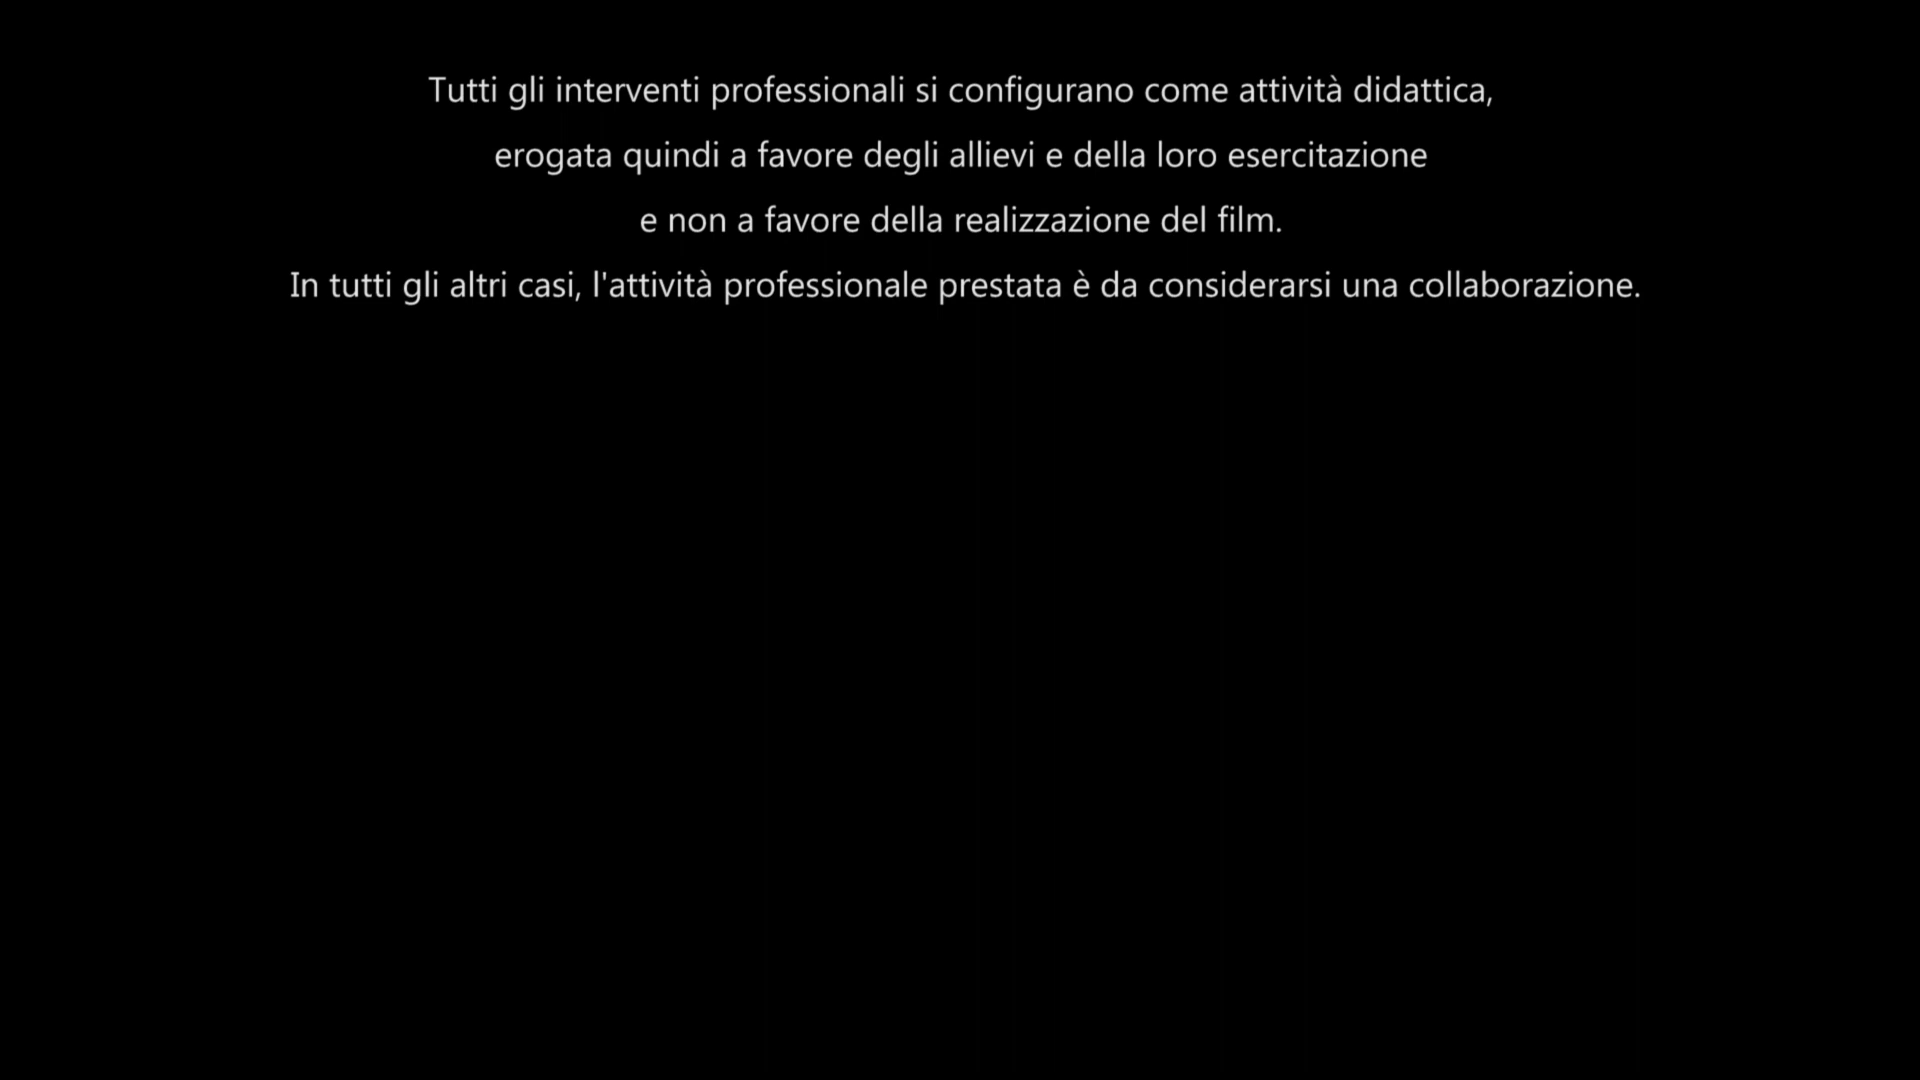 Tutti gli interventi professionali si configurano come attività didattica,
erogata quindi a favore degli allievi e della loro esercitazione
e non a favore della realizzazione del film.
In tutti gli altri casi, l'attività professionale prestata è da considerarsi una collaborazione.